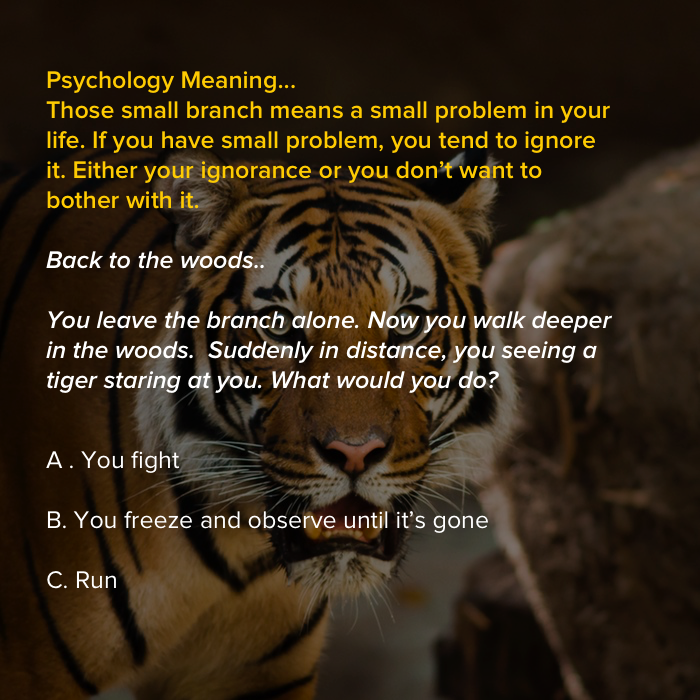 Psychology Meaning...
Those small branch means a small problem in your
life. If you have small problem, you tend to ignore
it. Either your ignorance or you don't want to
bother with it.
Back to the woods..
You leave the branch alone. Now you walk deeper
in the woods.  Suddenly in distance, you seeing a
tiger staring at you. What would you do?
A . You fight
B. You freeze and observe until it's gone
C. Run